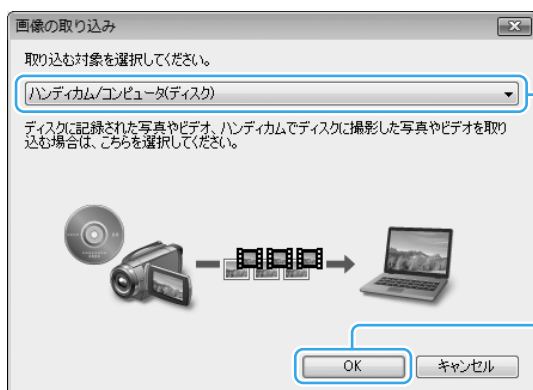 画像の取り込み
取り込む対象を選択してください。
ハンディカム/コンピュータ(ディスク)
ディスクに記録された写真やビデオ、ハンディカムでディスクに撮影した写真やビデオを取り
込む場合は、こちらを選択してください。
OK
キャンセル